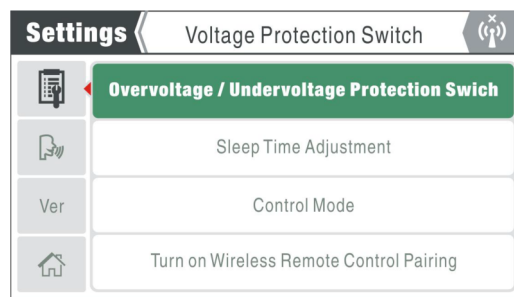 Settings
Voltage Protection Switch
Overvoltage / Undervoltage Protection Swich
Sleep Time Adjustment
Ver
Control Mode
Turn on Wireless Remote Control Pairing